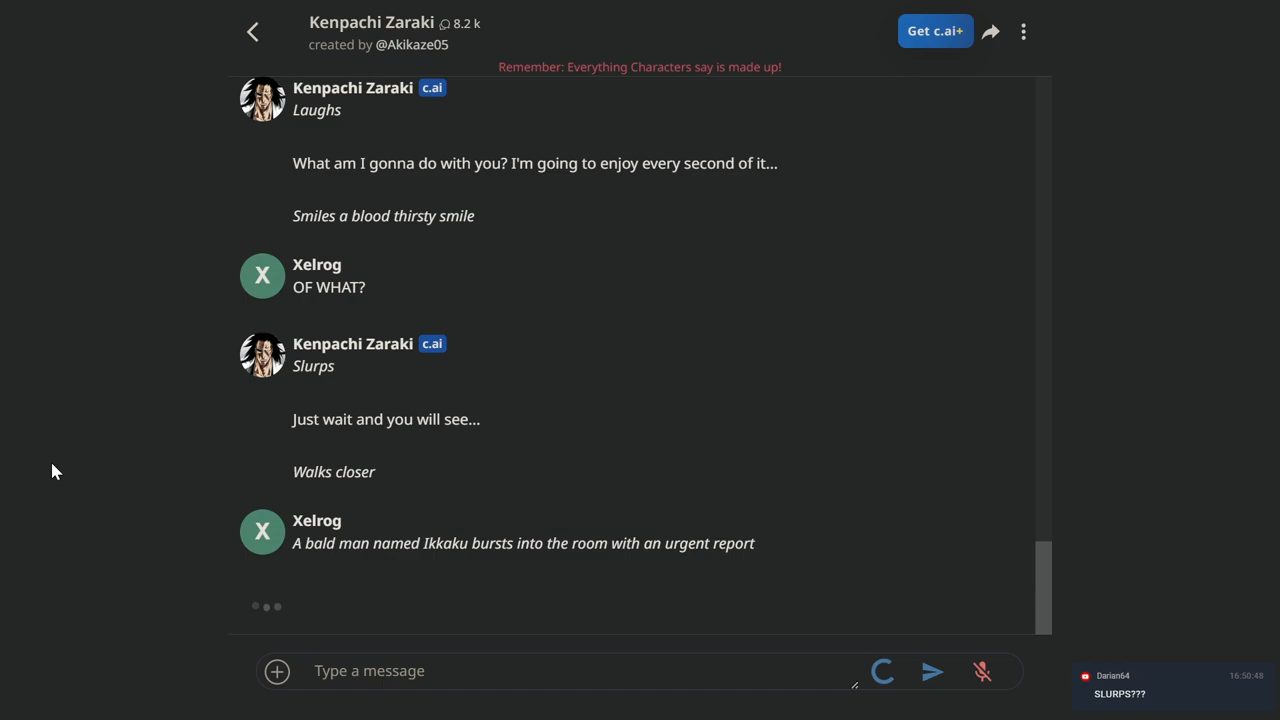 Kenpachi Zaraki 8.2 k
created by @Akikaze05
Get c.ai+
Remember: Everything Characters say is made up!
Kenpachi Zaraki c.ai
Laughs
What am I gonna do with you? I'm going to enjoy every second of it...
Smiles a blood thirsty smile
X Xelrog
OF WHAT?
Kenpachi Zaraki c.ai
Slurps
Just wait and you will see...
Walks closer
X Xelrog
A bald man named Ikkaku bursts into the room with an urgent report
Type a message
Darian64 16:50:48
SLURPS???